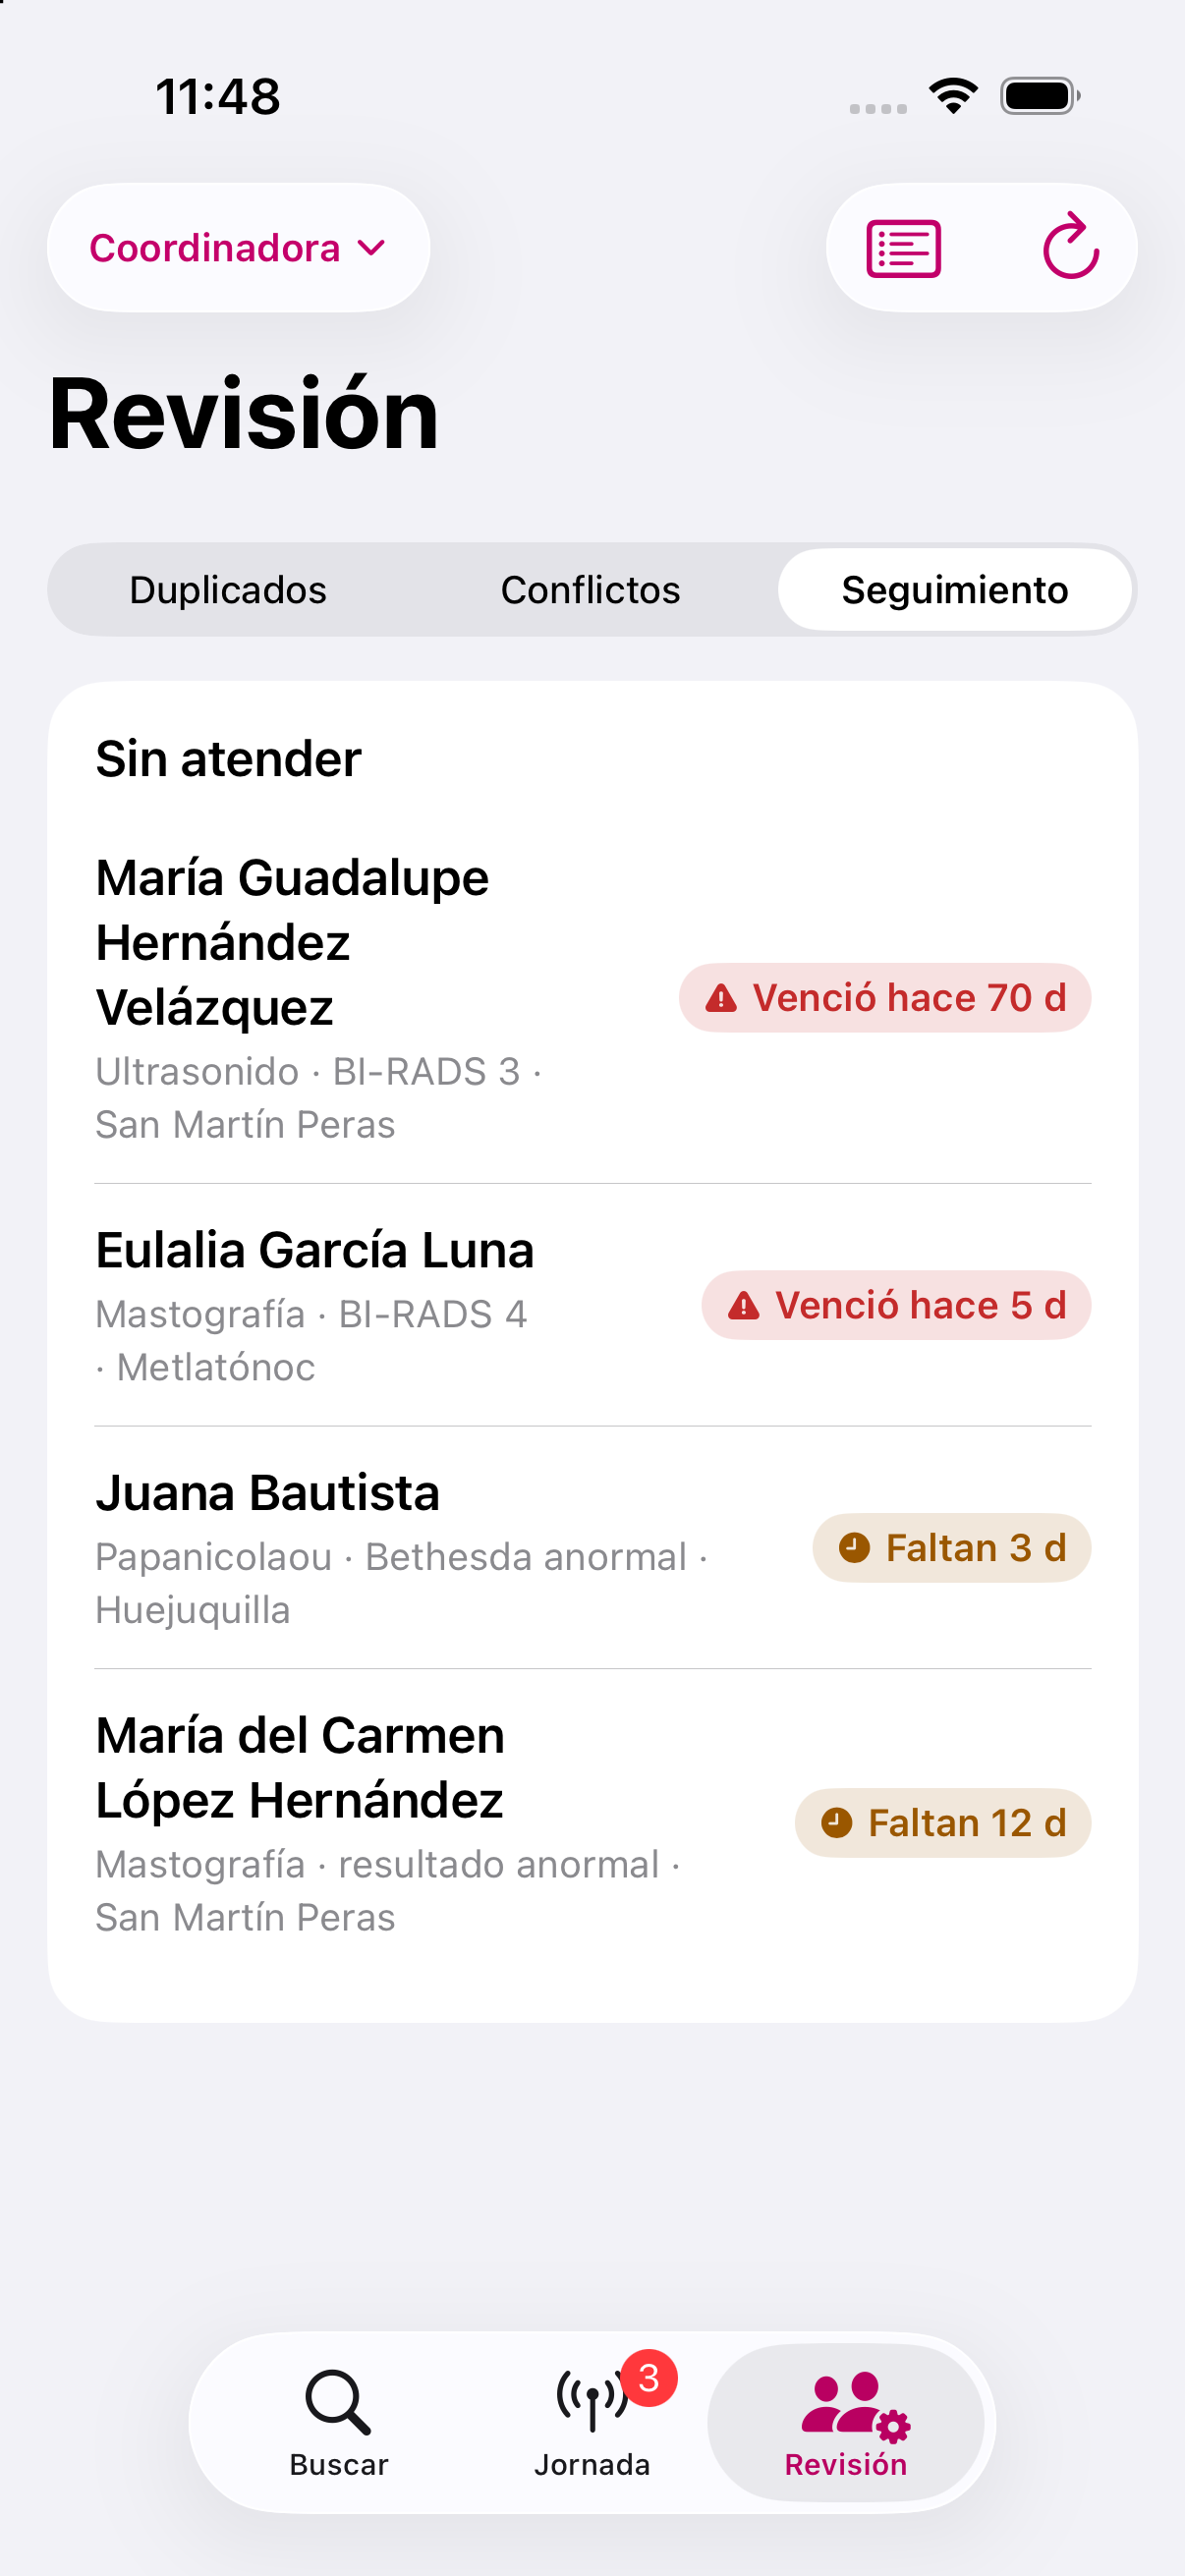 11:48
Coordinadora
Revisión
Duplicados
Conflictos
Seguimiento
Sin atender
María Guadalupe
Hernández
Velázquez
Venció hace 70 d
Ultrasonido · BI-RADS 3 ·
San Martín Peras
Eulalia García Luna
Venció hace 5 d
Mastografía · BI-RADS 4
· Metlatónoc
Juana Bautista
Faltan 3 d
Papanicolaou · Bethesda anormal ·
Huejuquilla
María del Carmen
López Hernández
Faltan 12 d
Mastografía · resultado anormal ·
San Martín Peras
3
Buscar
Jornada
Revisión